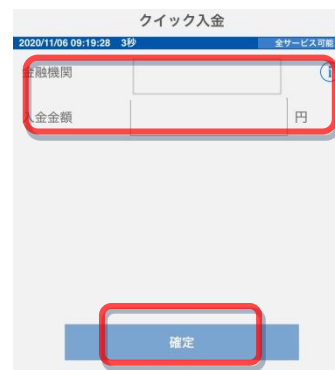 クイック入金
2020/11/06 09:19:28 3秒 全サービス可能
金融機関
入金金額 円
確定